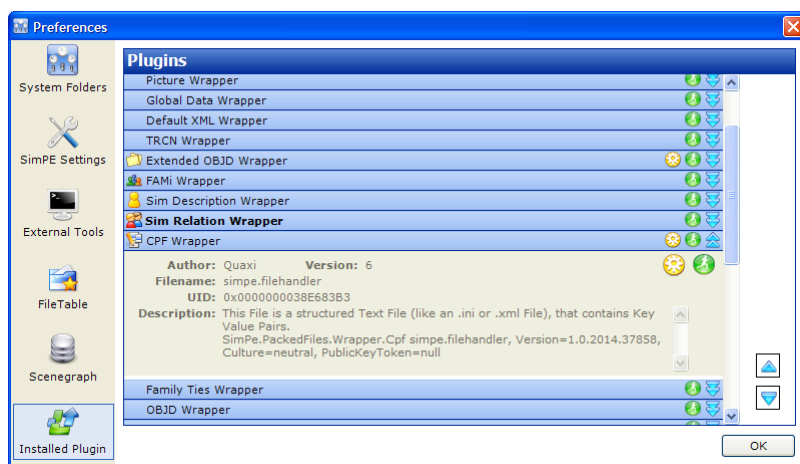 Preferences
System Folders
SimPE Settings
External Tools
FileTable
Scenegraph
Installed Plugin
Plugins
Picture Wrapper
Global Data Wrapper
Default XML Wrapper
TRCN Wrapper
Extended OBJD Wrapper
FAMi Wrapper
Sim Description Wrapper
Sim Relation Wrapper
CPF Wrapper
Author: Quaxi Version: 6
Filename: simpe.filehandler
UID: 0x0000000038E683B3
Description: This File is a structured Text File (like an .ini or .xml File), that contains Key
Value Pairs.
SimPe.PackedFiles.Wrapper.Cpf simpe.filehandler, Version=1.0.2014.37858,
Culture=neutral, PublicKeyToken=null
Family Ties Wrapper
OBJD Wrapper
OK